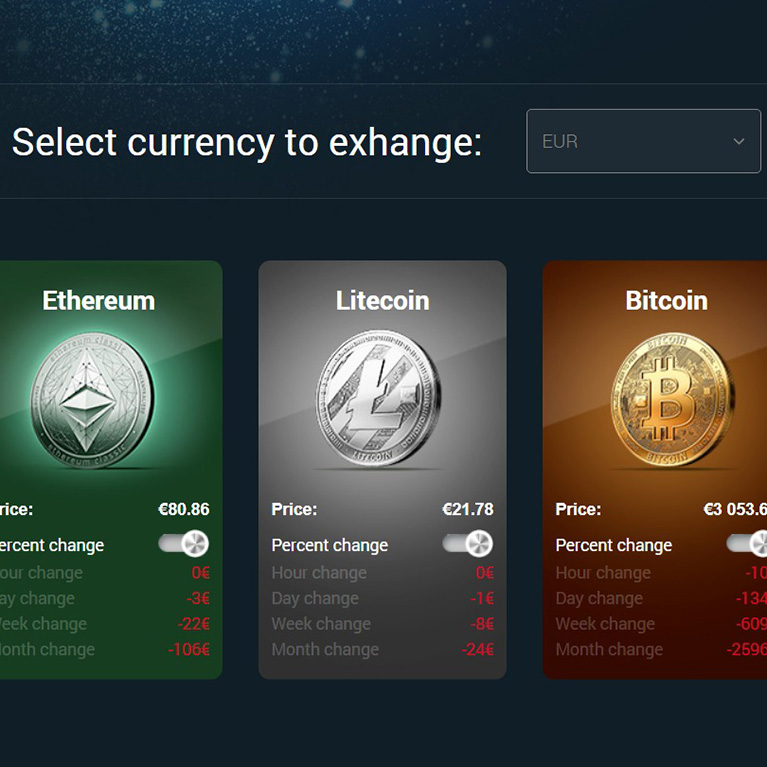 Select currency to exhange:
EUR
Ethereum
ethereum classic
ethereum classic
rice:
€80.86
ercent change
our change
0€
ay change
-3€
eek change
-22€
onth change
-106€
Litecoin
LITECOIN
Price:
€21.78
Percent change
Hour change
0€
Day change
-1€
Week change
-8€
Month change
-24€
Bitcoin
BITCOIN
BITCOIN
Price:
€3 053.6
Percent change
Hour change
-10
Day change
-134
Week change
-609
Month change
-2596